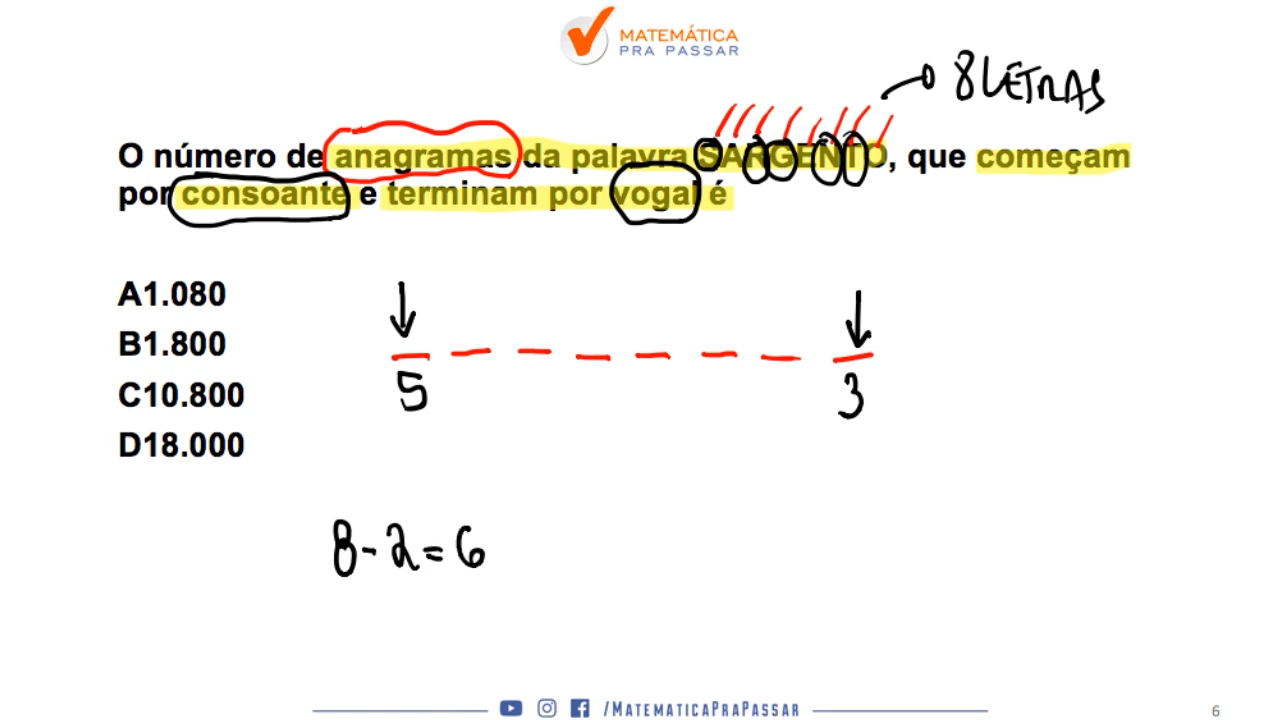 MATEMÁTICA
PRA PASSAR
8 LETRAS
O número de anagramas da palavra SARGENTO, que começam
por consoante e terminam por vogal é
A1.080
B1.800
C10.800
D18.000
5 3
8-2=6
/MATEMATICAPRAPASSAR
6